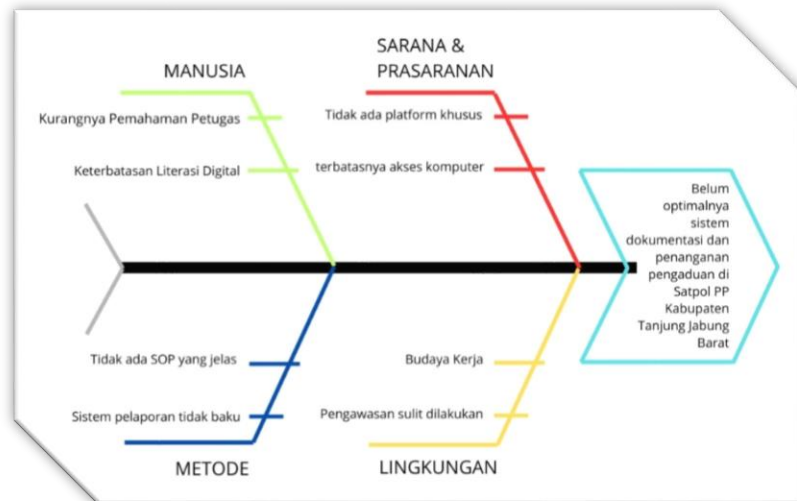 MANUSIA
Kurangnya Pemahaman Petugas
Keterbatasan Literasi Digital
SARANA &
PRASARANAN
Tidak ada platform khusus
terbatasnya akses komputer
Belum
optimalnya
sistem
dokumentasi dan
penanganan
pengaduan di
Satpol PP
Kabupaten
Tanjung Jabung
Barat
Tidak ada SOP yang jelas
Sistem pelaporan tidak baku
METODE
Budaya Kerja
Pengawasan sulit dilakukan
LINGKUNGAN